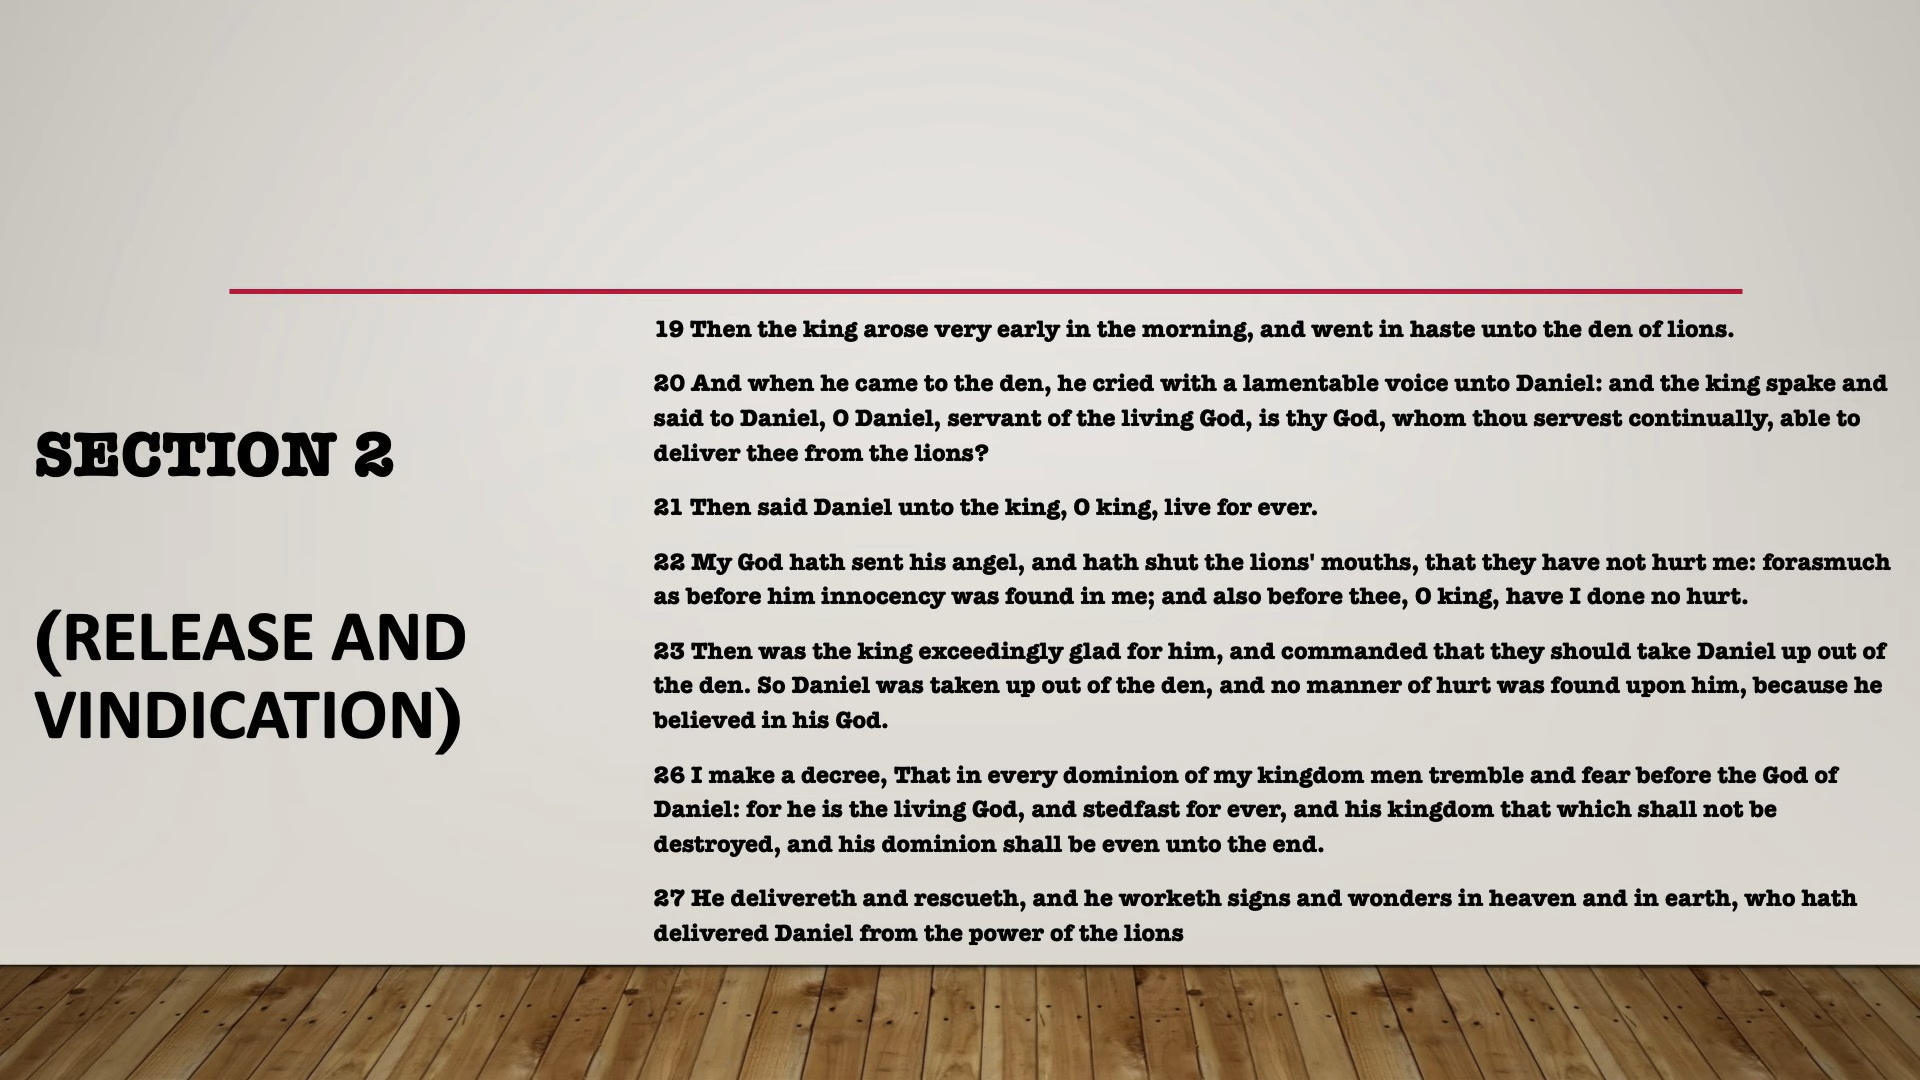 SECTION 2
(RELEASE AND
VINDICATION)
19 Then the king arose very early in the morning, and went in haste unto the den of lions.
20 And when he came to the den, he cried with a lamentable voice unto Daniel: and the king spake and
said to Daniel, O Daniel, servant of the living God, is thy God, whom thou servest continually, able to
deliver thee from the lions?
21 Then said Daniel unto the king, O king, live for ever.
22 My God hath sent his angel, and hath shut the lions' mouths, that they have not hurt me: forasmuch
as before him innocency was found in me; and also before thee, O king, have I done no hurt.
23 Then was the king exceedingly glad for him, and commanded that they should take Daniel up out of
the den. So Daniel was taken up out of the den, and no manner of hurt was found upon him, because he
believed in his God.
26 I make a decree, That in every dominion of my kingdom men tremble and fear before the God of
Daniel: for he is the living God, and stedfast for ever, and his kingdom that which shall not be
destroyed, and his dominion shall be even unto the end.
27 He delivereth and rescueth, and he worketh signs and wonders in heaven and in earth, who hath
delivered Daniel from the power of the lions